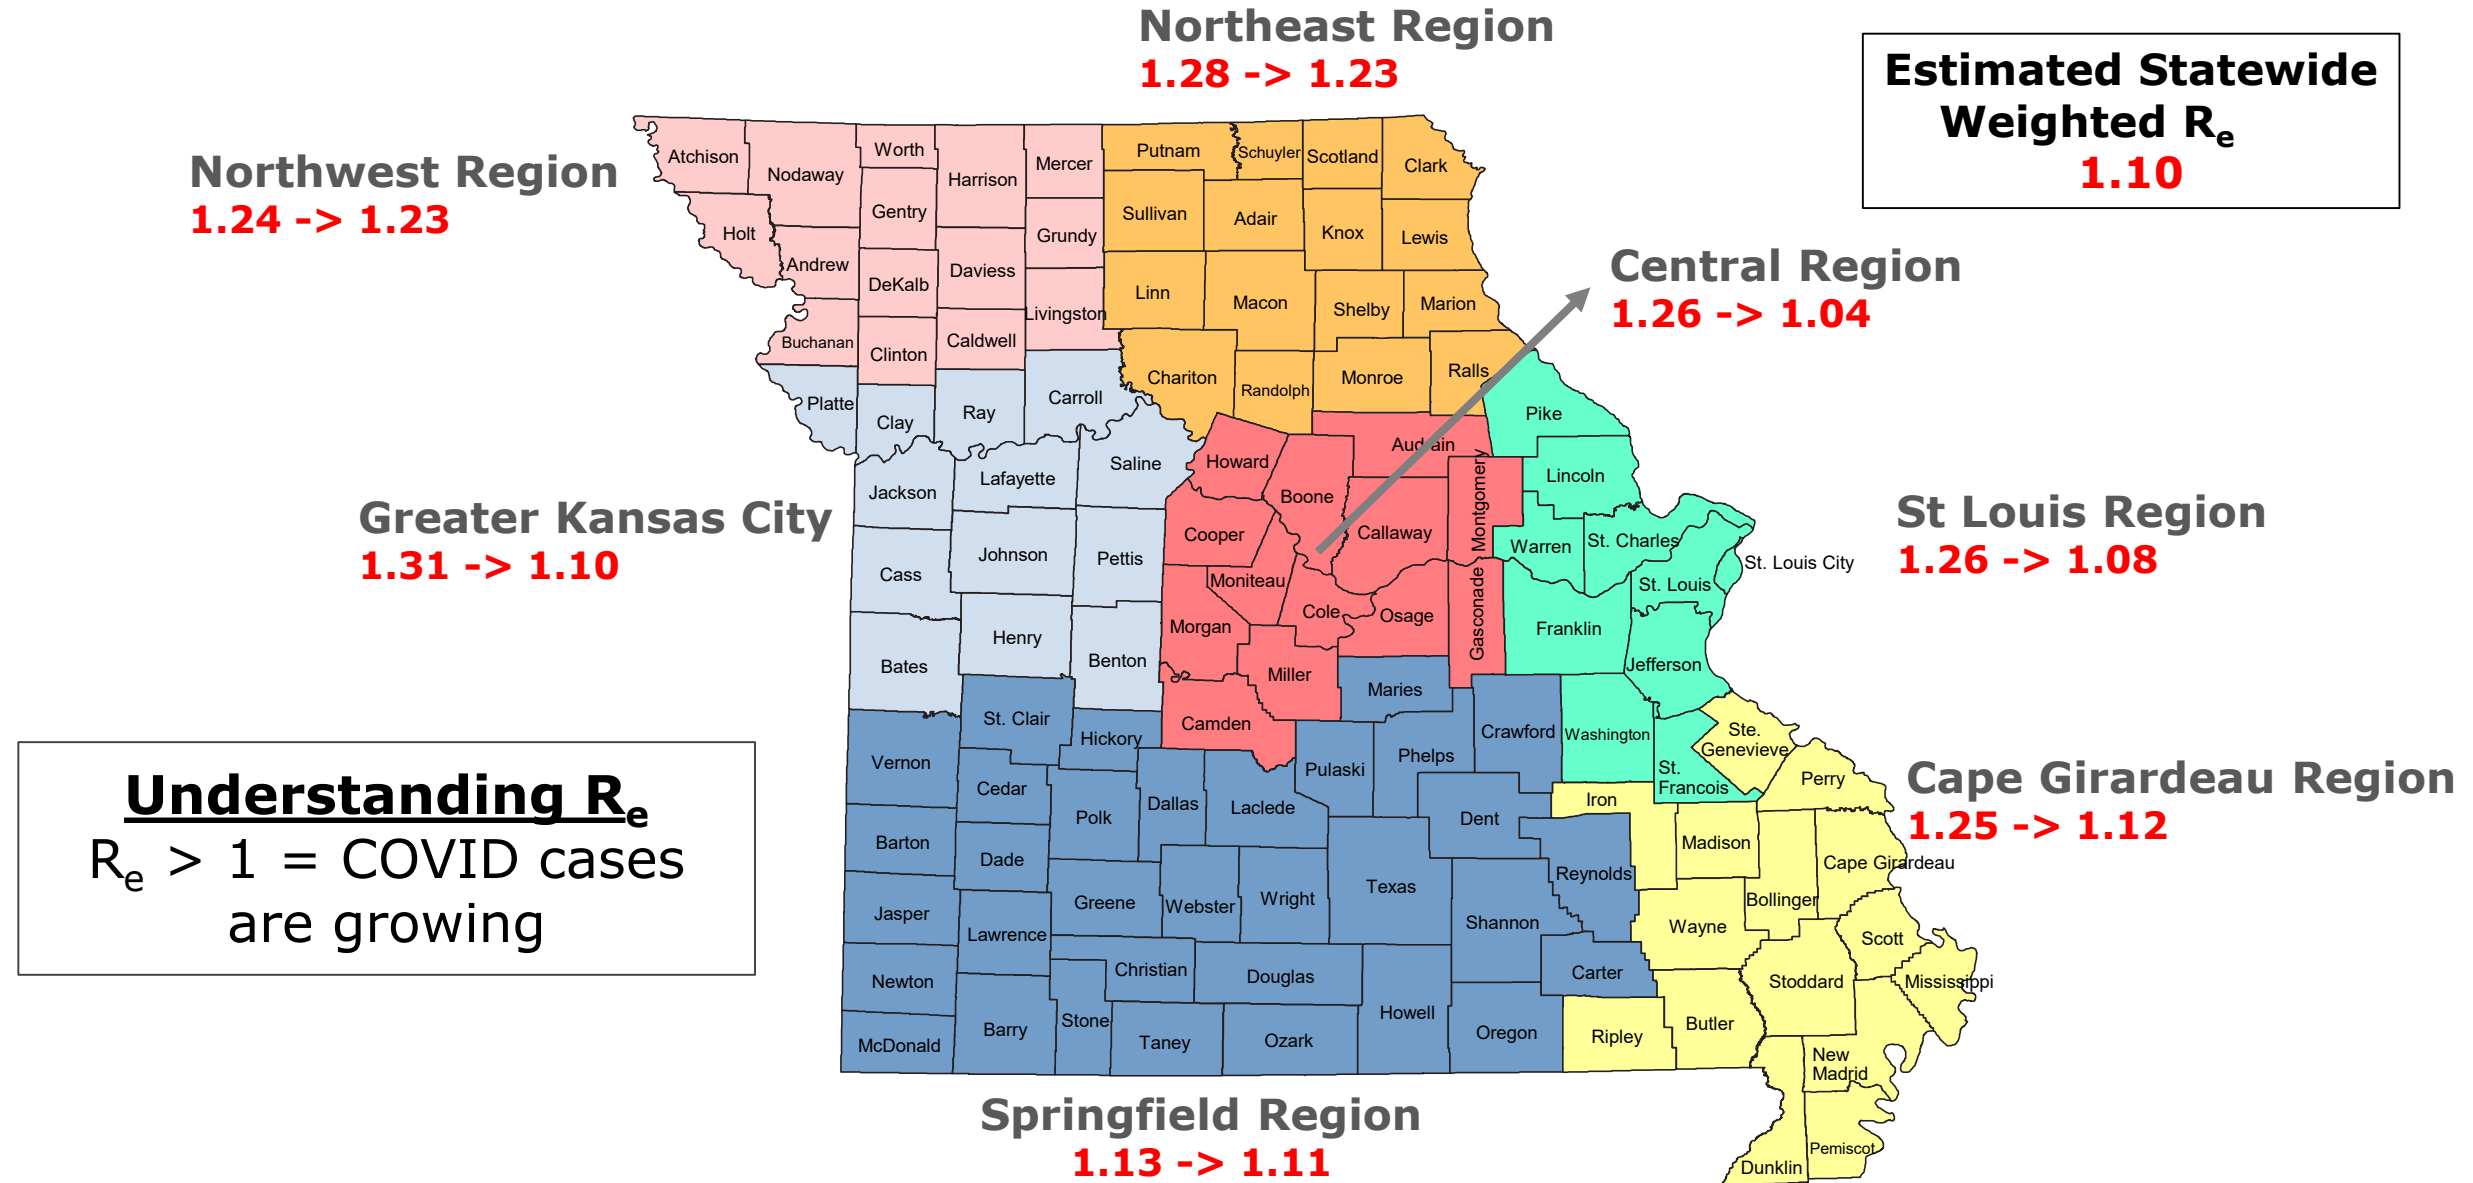 Northeast Region
1.28 -> 1.23
Estimated Statewide
Weighted Re
1.10
Northwest Region
1.24 -> 1.23
Central Region
1.26 -> 1.04
Greater Kansas City
1.31 -> 1.10
St Louis Region
1.26 -> 1.08
Understanding Re
Re > 1 = COVID cases
are growing
Cape Girardeau Region
1.25 -> 1.12
Springfield Region
1.13 -> 1.11
Atchison
Nodaway
Worth
Harrison
Mercer
Putnam
Schuyler
Scotland
Clark
Holt
Gentry
Grundy
Sullivan
Adair
Knox
Lewis
Andrew
DeKalb
Daviess
Livingston
Linn
Macon
Shelby
Marion
Buchanan
Clinton
Caldwell
Chariton
Randolph
Monroe
Ralls
Pike
Platte
Clay
Ray
Carroll
Saline
Howard
Boone
Audrain
Montgomery
Lincoln
Jackson
Lafayette
Cooper
Callaway
Warren
St. Charles
St. Louis City
St. Louis
Cass
Johnson
Pettis
Moniteau
Cole
Osage
Gasconade
Franklin
Jefferson
Bates
Henry
Benton
Morgan
Miller
Maries
Camden
St. Clair
Hickory
Vernon
Cedar
Polk
Dallas
Laclede
Pulaski
Phelps
Crawford
Washington
St.
Francois
Ste.
Genevieve
Perry
Barton
Dade
Dent
Iron
Madison
Cape Girardeau
Bollinger
Reynolds
Jasper
Lawrence
Greene
Webster
Wright
Texas
Shannon
Wayne
Scott
Mississippi
Stoddard
Newton
Christian
Douglas
Howell
Carter
McDonald
Barry
Stone
Taney
Ozark
Oregon
Ripley
Butler
New
Madrid
Pemiscot
Dunklin